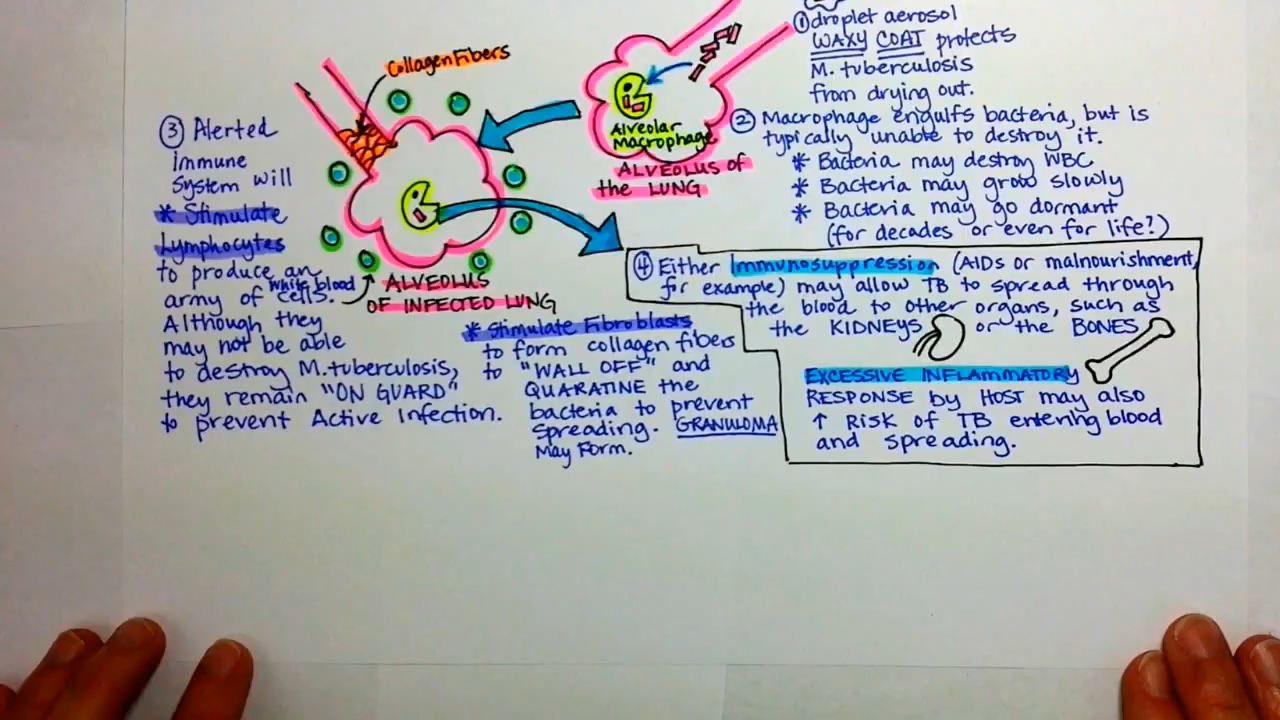 ① droplet aerosol
WAXY COAT protects
M. tuberculosis
from drying out.
② Macrophage engulfs bacteria, but is
typically unable to destroy it.
* Bacteria may destroy WBC
* Bacteria may grow slowly
* Bacteria may go dormant
(for decades or even for life?)
Alveolar
Macrophage
ALVEOLUS of
the LUNG
Collagen Fibers
③ Alerted
immune
System will
* Stimulate
Lymphocytes
to produce an
army of white blood cells.
Although they
may not be able
to destroy M. tuberculosis,
they remain "ON GUARD"
to prevent Active Infection.
ALVEOLUS
OF INFECTED LUNG
* Stimulate Fibroblasts
to form collagen fibers
to "WALL OFF" and
QUARATINE the
bacteria to prevent
spreading. GRANULOMA
May Form.
④ Either Immunosuppression (AIDs or malnourishment,
for example) may allow TB to spread through
the blood to other organs, such as
the KIDNEYS or the BONES
EXCESSIVE INFLAMMATORY
RESPONSE by HOST may also
↑ Risk of TB entering blood
and spreading.